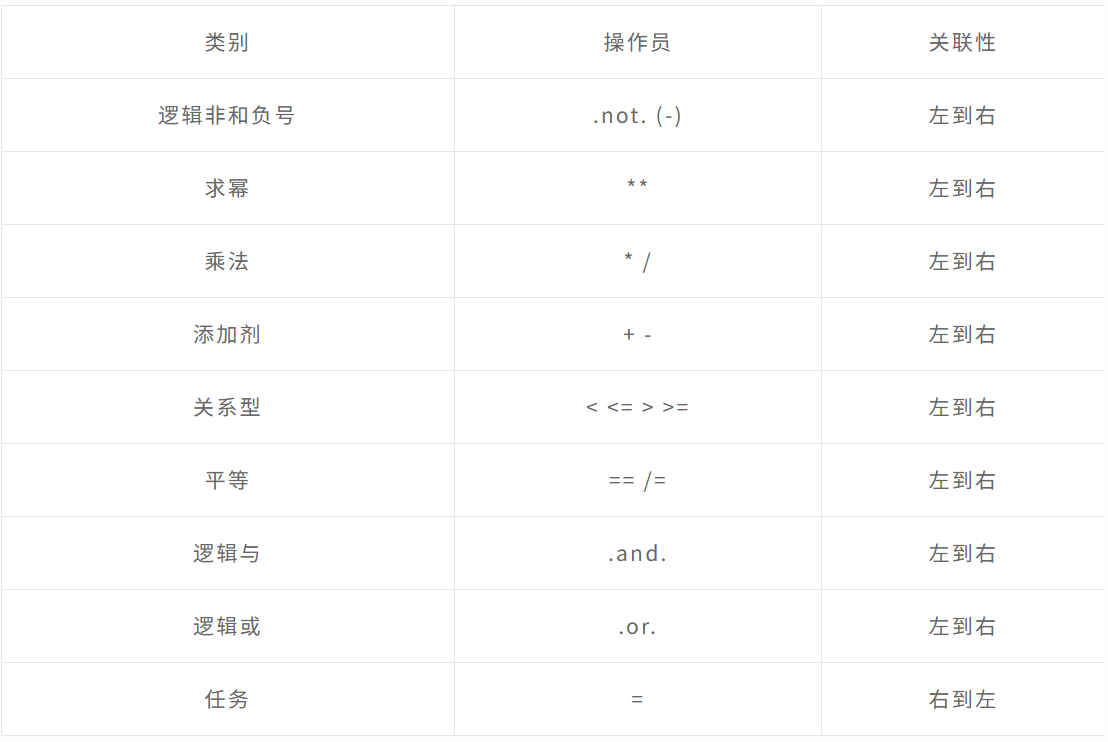 类别 操作员 关联性
逻辑非和负号 .not. (-) 左到右
求幂 ** 左到右
乘法 * / 左到右
添加剂 + - 左到右
关系型 < <= > >= 左到右
平等 == /= 左到右
逻辑与 .and. 左到右
逻辑或 .or. 左到右
任务 = 右到左